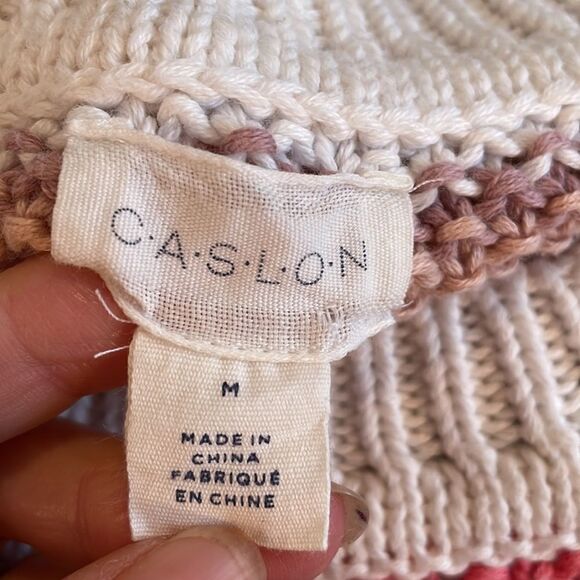 C·A·S·L·O·N
M
MADE IN
CHINA
FABRIQUÉ
EN CHINE